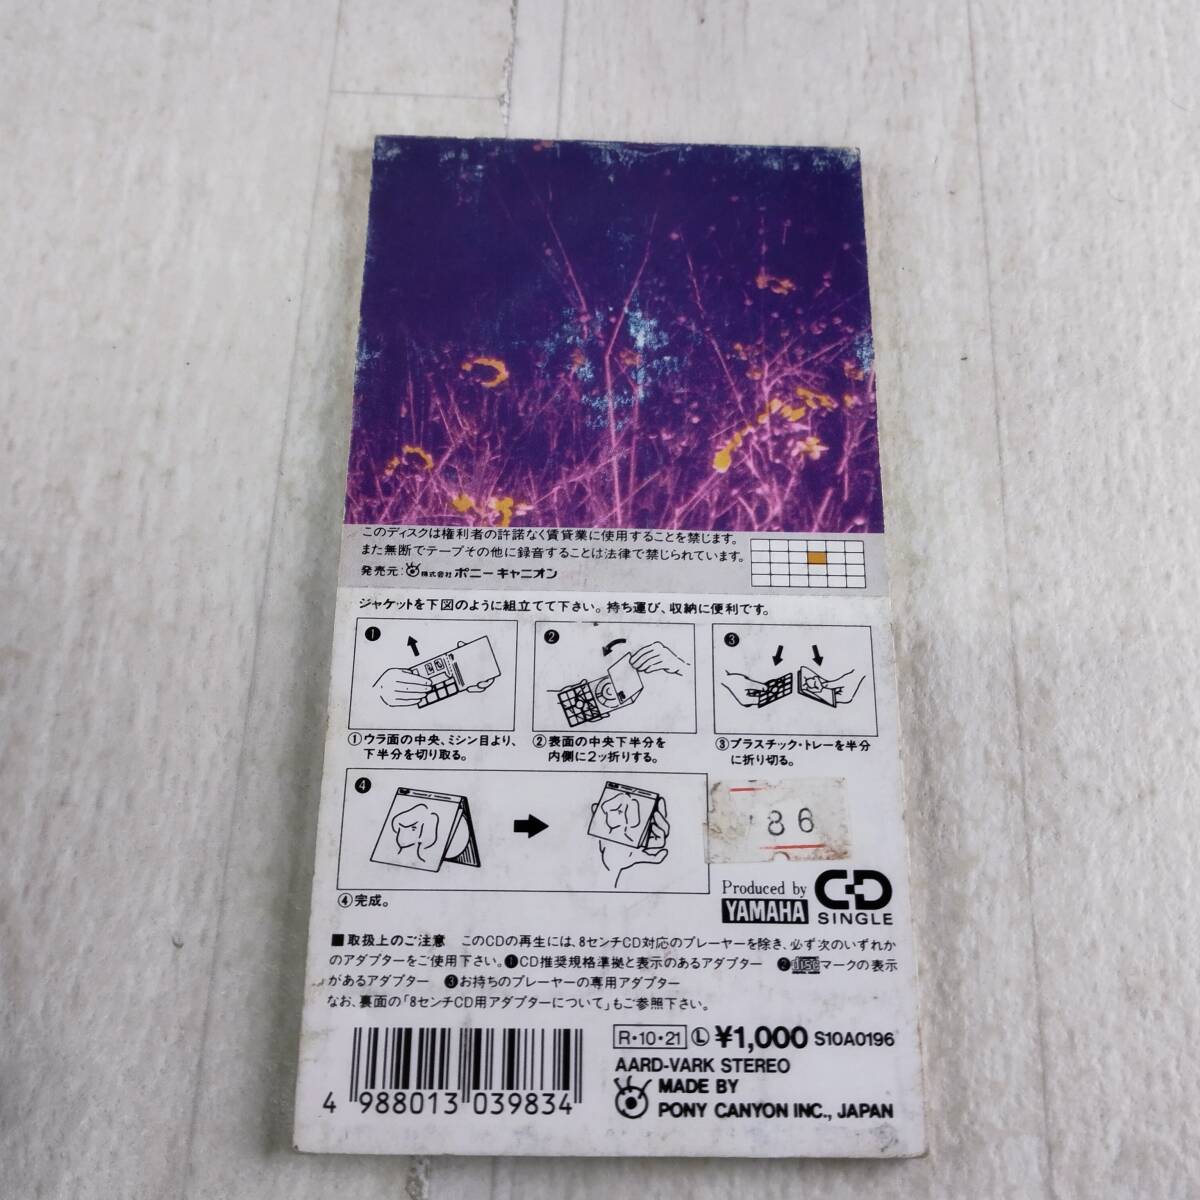 このディスクは権利者の許諾なく賃貸業に使用することを禁じます。
また無断でテープその他に録音することは法律で禁じられています。
発売元:株式会社ポニーキャニオン
ジャケットを下図のように組立てて下さい。持ち運び、収納に便利です。
❶
❷
❸
①ウラ面の中央、ミシン目より、
下半分を切り取る。
②表面の中央下半分を
内側に2ッ折りする。
③プラスチック・トレーを半分
に折り切る。
❹
④完成。
86
Produced by
YAMAHA
CD
SINGLE
■取扱上のご注意 このCDの再生には、8センチCD対応のプレーヤーを除き、必ず次のいずれか
のアダプターをご使用下さい。❶CD推奨規格準拠と表示のあるアダプター ❷discマークの表示
があるアダプター ❸お持ちのプレーヤーの専用アダプター
なお、裏面の「8センチCD用アダプターについて」もご参照下さい。
R・10・21 Ⓛ ¥1,000 S10A0196
AARD-VARK STEREO
MADE BY
PONY CANYON INC., JAPAN
4 988013 039834